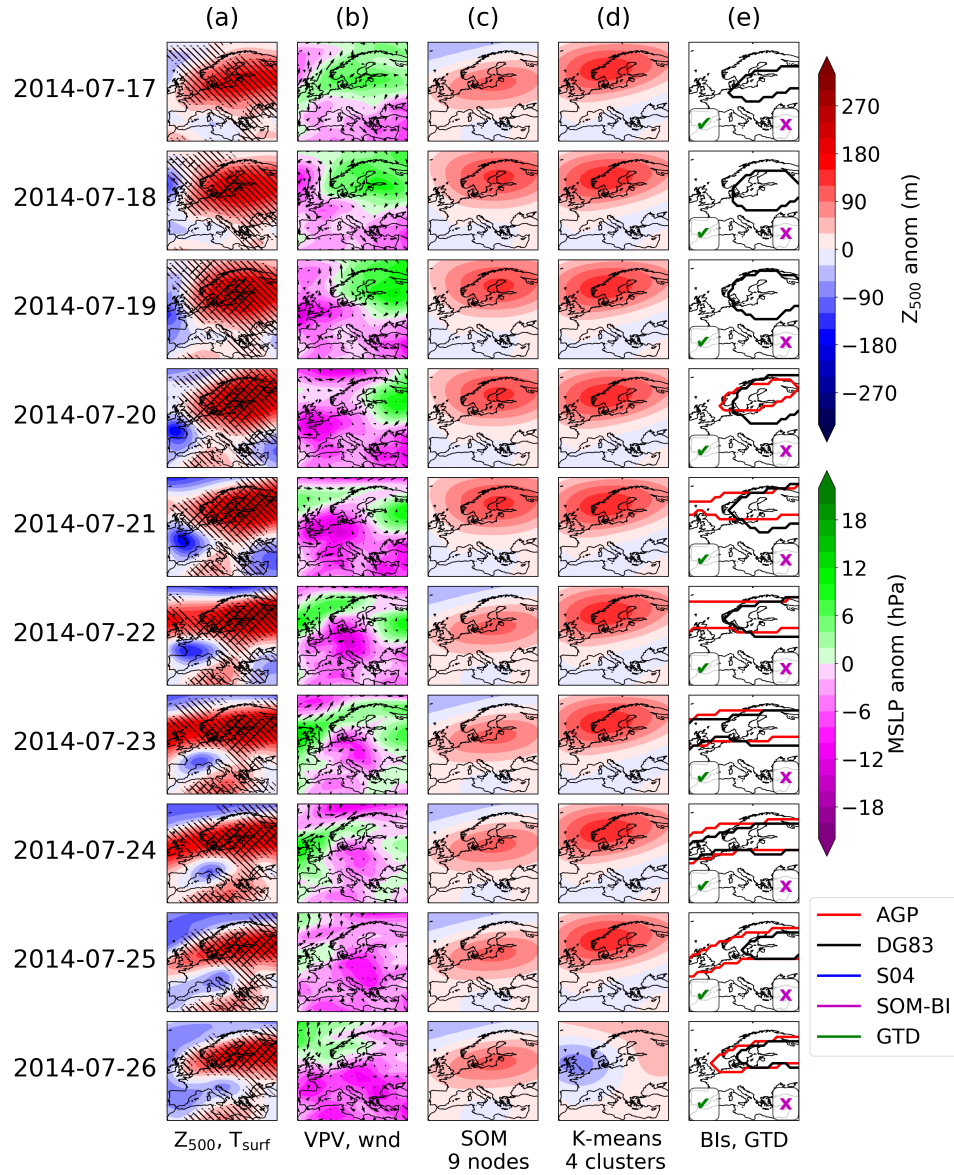 (a) (b) (c) (d) (e)
2014-07-17
2014-07-18
2014-07-19
2014-07-20
2014-07-21
2014-07-22
2014-07-23
2014-07-24
2014-07-25
2014-07-26
✔ X
✔ X
✔ X
✔ X
✔ X
✔ X
✔ X
✔ X
✔ X
✔ X
Z500, Tsurf VPV, wnd SOM K-means BIs, GTD
9 nodes 4 clusters
270
180
90
0
−90
−180
−270
Z500 anom (m)
18
12
6
0
−6
−12
−18
MSLP anom (hPa)
AGP
DG83
S04
SOM-BI
GTD